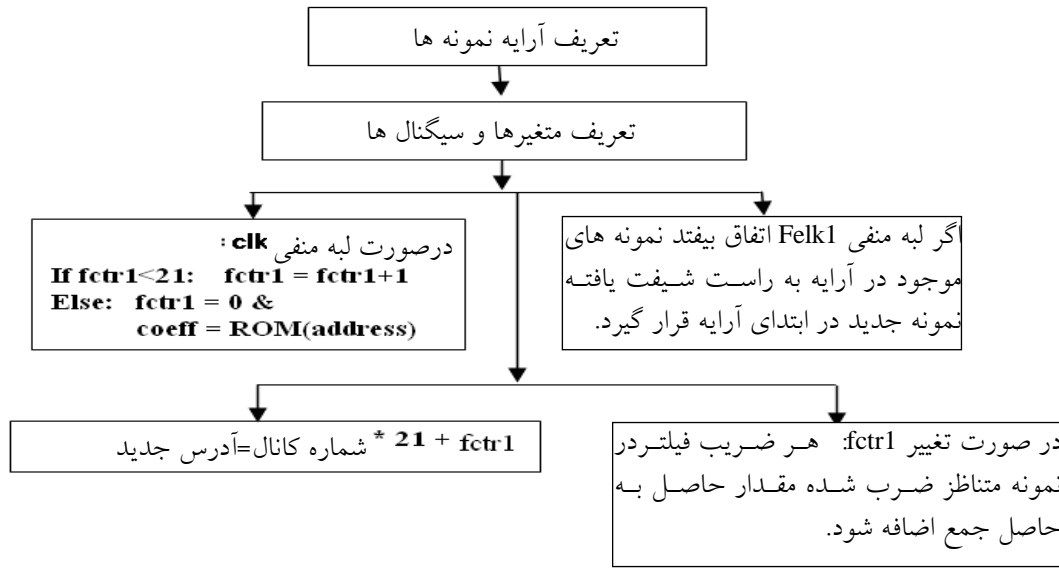 تعریف آرایه نمونه ها
تعریف متغیرها و سیگنال ها
درصورت لبه منفی clk :
If fctr1<21: fctr1 = fctr1+1
Else: fctr1 = 0 &
coeff = ROM(address)
اگر لبه منفی Felk1 اتفاق بیفتد نمونه های
موجود در آرایه به راست شیفت یافته
نمونه جدید در ابتدای آرایه قرار گیرد.
آدرس جدید=شماره کانال * 21 + fctr1
در صورت تغییر fctr1: هر ضریب فیلتردر
نمونه متناظز ضرب شده مقدار حاصل به
حاصل جمع اضافه شود.